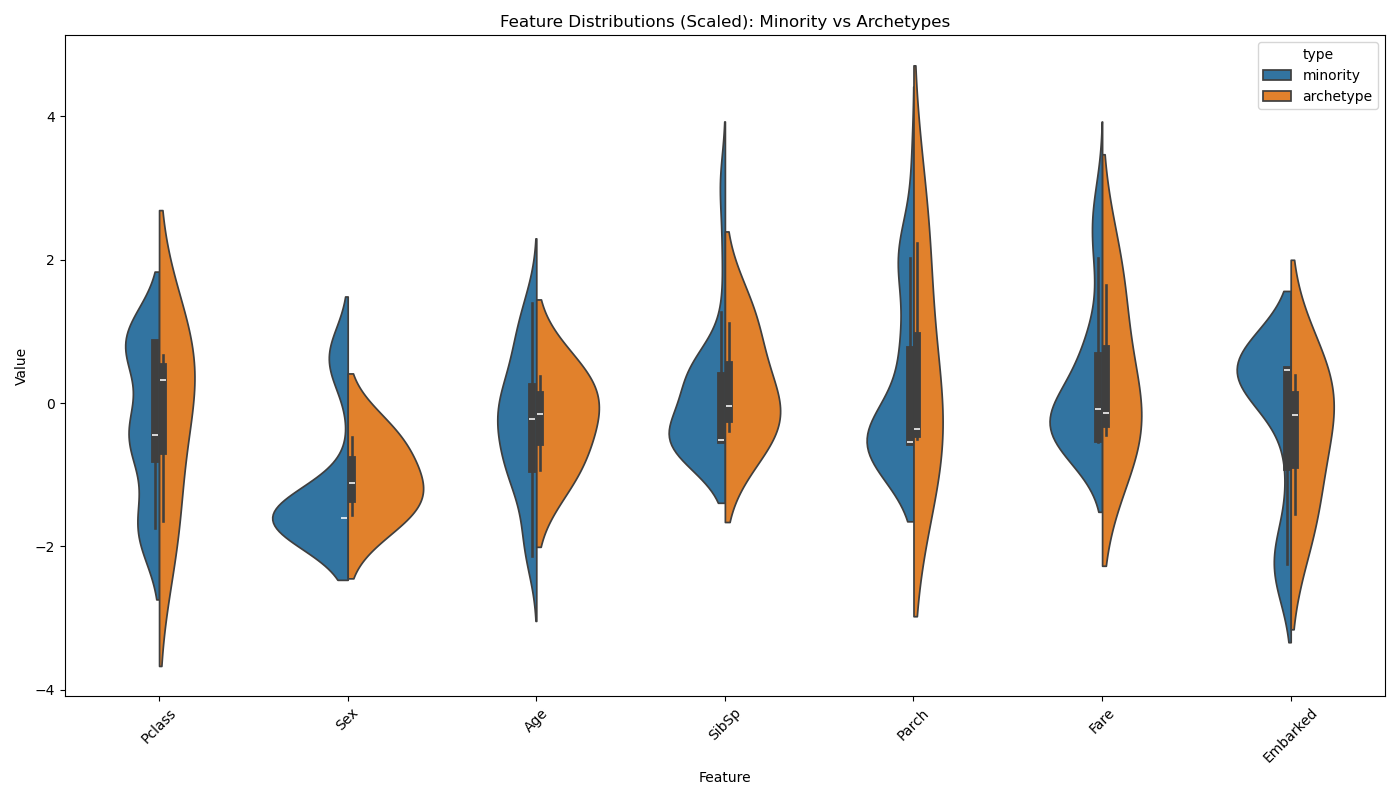 Feature Distributions (Scaled): Minority vs Archetypes
type
minority
archetype
Value
4
2
0
−2
−4
Pclass
Sex
Age
SibSp
Parch
Fare
Embarked
Feature